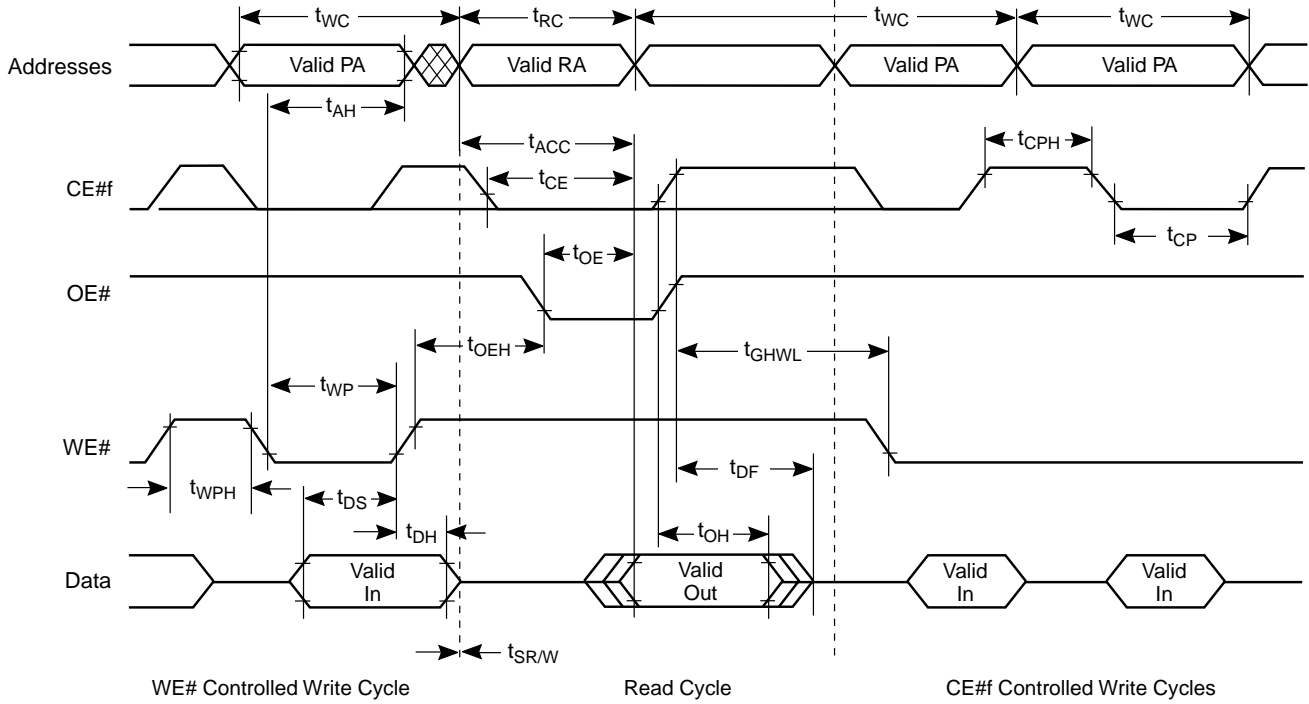 tWC tRC tWC tWC
Addresses Valid PA Valid RA Valid PA Valid PA
tAH
tACC tCPH
CE#f tCE
tCP
tOE
OE#
tOEH tGHWL
tWP
WE#
tWPH tDS tDF
tDH tOH
Data Valid In Valid Out Valid In Valid In
tSR/W
WE# Controlled Write Cycle Read Cycle CE#f Controlled Write Cycles